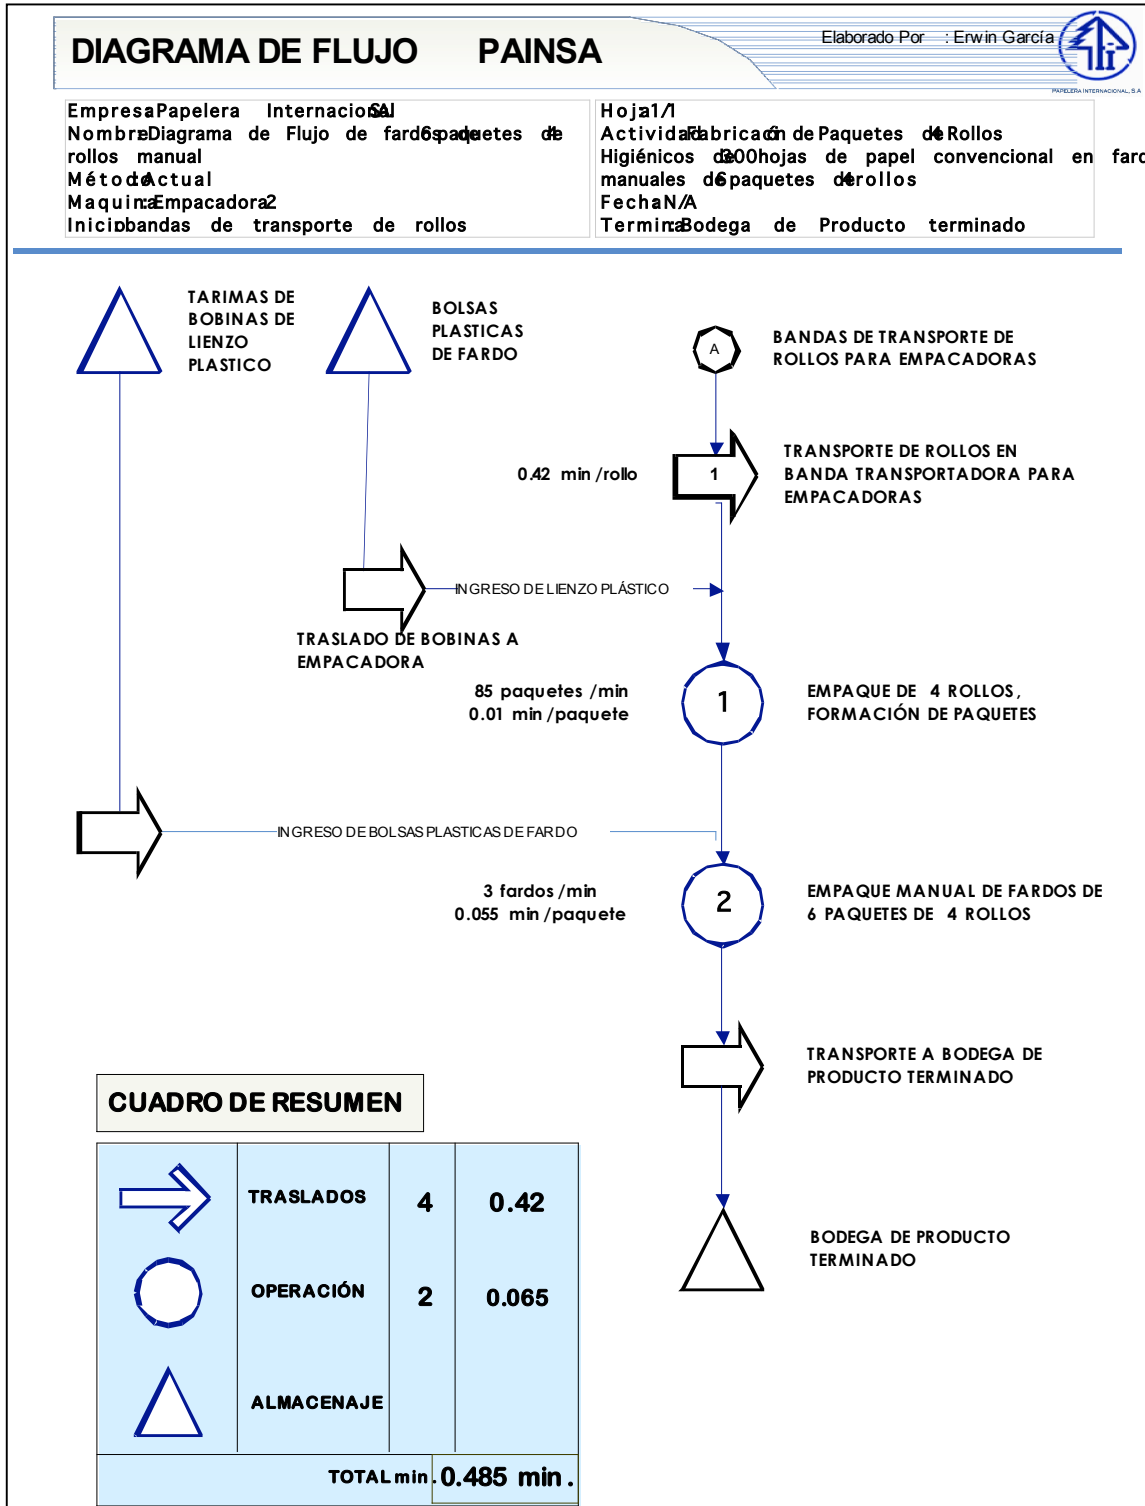 DIAGRAMA DE FLUJO PAINSA
Elaborado Por : Erwin García
PAPELERA INTERNACIONAL, S.A
Empresa Papelera Internacional
Nombre: Diagrama de Flujo de fardos 6 paquetes de 4
rollos manual
Método: Actual
Maquina: Empacadora 2
Inicio: bandas de transporte de rollos
Hoja: 1/1
Actividad: Fabricación de Paquetes de 4 Rollos
Higiénicos de 300 hojas de papel convencional en fard
manuales de 6 paquetes de 4 rollos
Fecha: N/A
Termina: Bodega de Producto terminado
TARIMAS DE
BOBINAS DE
LIENZO
PLASTICO
BOLSAS
PLASTICAS
DE FARDO
A
BANDAS DE TRANSPORTE DE
ROLLOS PARA EMPACADORAS
0.42 min /rollo
1
TRANSPORTE DE ROLLOS EN
BANDA TRANSPORTADORA PARA
EMPACADORAS
INGRESO DE LIENZO PLÁSTICO
TRASLADO DE BOBINAS A
EMPACADORA
85 paquetes /min
0.01 min /paquete
1
EMPAQUE DE 4 ROLLOS,
FORMACIÓN DE PAQUETES
INGRESO DE BOLSAS PLASTICAS DE FARDO
3 fardos /min
0.055 min /paquete
2
EMPAQUE MANUAL DE FARDOS DE
6 PAQUETES DE 4 ROLLOS
TRANSPORTE A BODEGA DE
PRODUCTO TERMINADO
BODEGA DE PRODUCTO
TERMINADO
CUADRO DE RESUMEN
TRASLADOS 4 0.42
OPERACIÓN 2 0.065
ALMACENAJE
TOTAL min. 0.485 min.